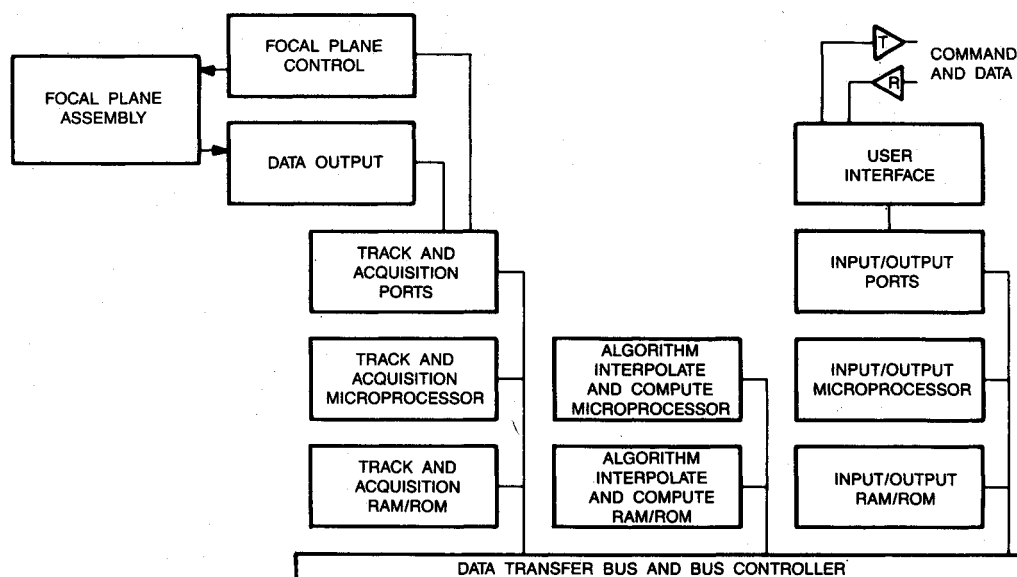 FOCAL PLANE
CONTROL
FOCAL PLANE
ASSEMBLY
DATA OUTPUT
T
R
COMMAND
AND DATA
USER
INTERFACE
TRACK AND
ACQUISITION
PORTS
INPUT/OUTPUT
PORTS
TRACK AND
ACQUISITION
MICROPROCESSOR
ALGORITHM
INTERPOLATE
AND COMPUTE
MICROPROCESSOR
INPUT/OUTPUT
MICROPROCESSOR
TRACK AND
ACQUISITION
RAM/ROM
ALGORITHM
INTERPOLATE
AND COMPUTE
RAM/ROM
INPUT/OUTPUT
RAM/ROM
DATA TRANSFER BUS AND BUS CONTROLLER